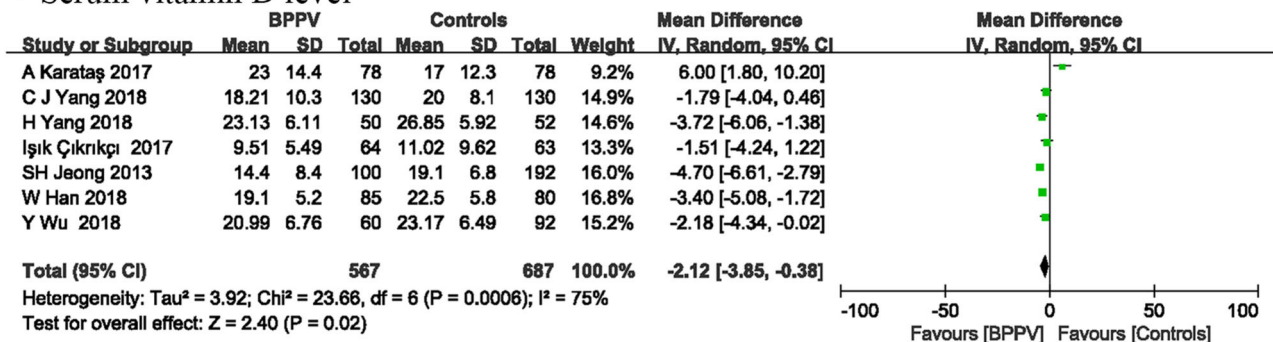 Serum vitamin D level
BPPV Controls Mean Difference Mean Difference
Study or Subgroup Mean SD Total Mean SD Total Weight IV, Random, 95% CI IV, Random, 95% CI
A Karataş 2017 23 14.4 78 17 12.3 78 9.2% 6.00 [1.80, 10.20]
C J Yang 2018 18.21 10.3 130 20 8.1 130 14.9% -1.79 [-4.04, 0.46]
H Yang 2018 23.13 6.11 50 26.85 5.92 52 14.6% -3.72 [-6.06, -1.38]
Işık Çıkrıkçı 2017 9.51 5.49 64 11.02 9.62 63 13.3% -1.51 [-4.24, 1.22]
SH Jeong 2013 14.4 8.4 100 19.1 6.8 192 16.0% -4.70 [-6.61, -2.79]
W Han 2018 19.1 5.2 85 22.5 5.8 80 16.8% -3.40 [-5.08, -1.72]
Y Wu 2018 20.99 6.76 60 23.17 6.49 92 15.2% -2.18 [-4.34, -0.02]
Total (95% CI) 567 687 100.0% -2.12 [-3.85, -0.38]
Heterogeneity: Tau² = 3.92; Chi² = 23.66, df = 6 (P = 0.0006); I² = 75%
Test for overall effect: Z = 2.40 (P = 0.02)
-100 -50 0 50 100
Favours [BPPV] Favours [Controls]